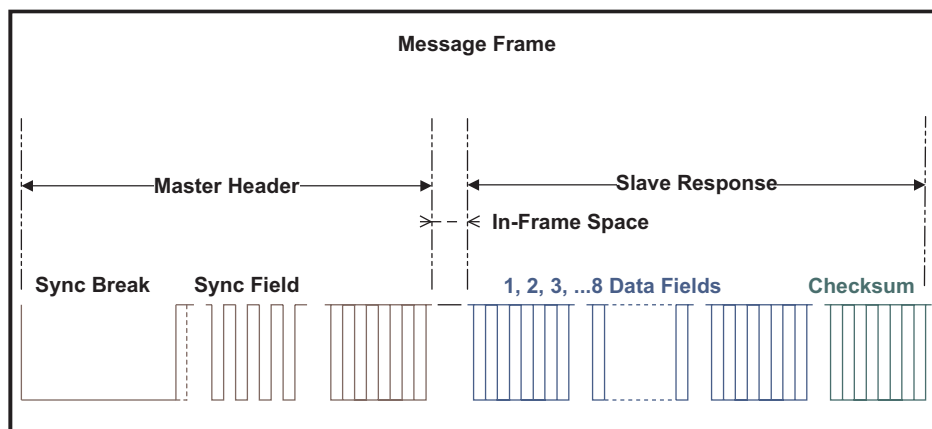 Message Frame
Master Header
Slave Response
In-Frame Space
Sync Break
Sync Field
1, 2, 3, ...8 Data Fields
Checksum